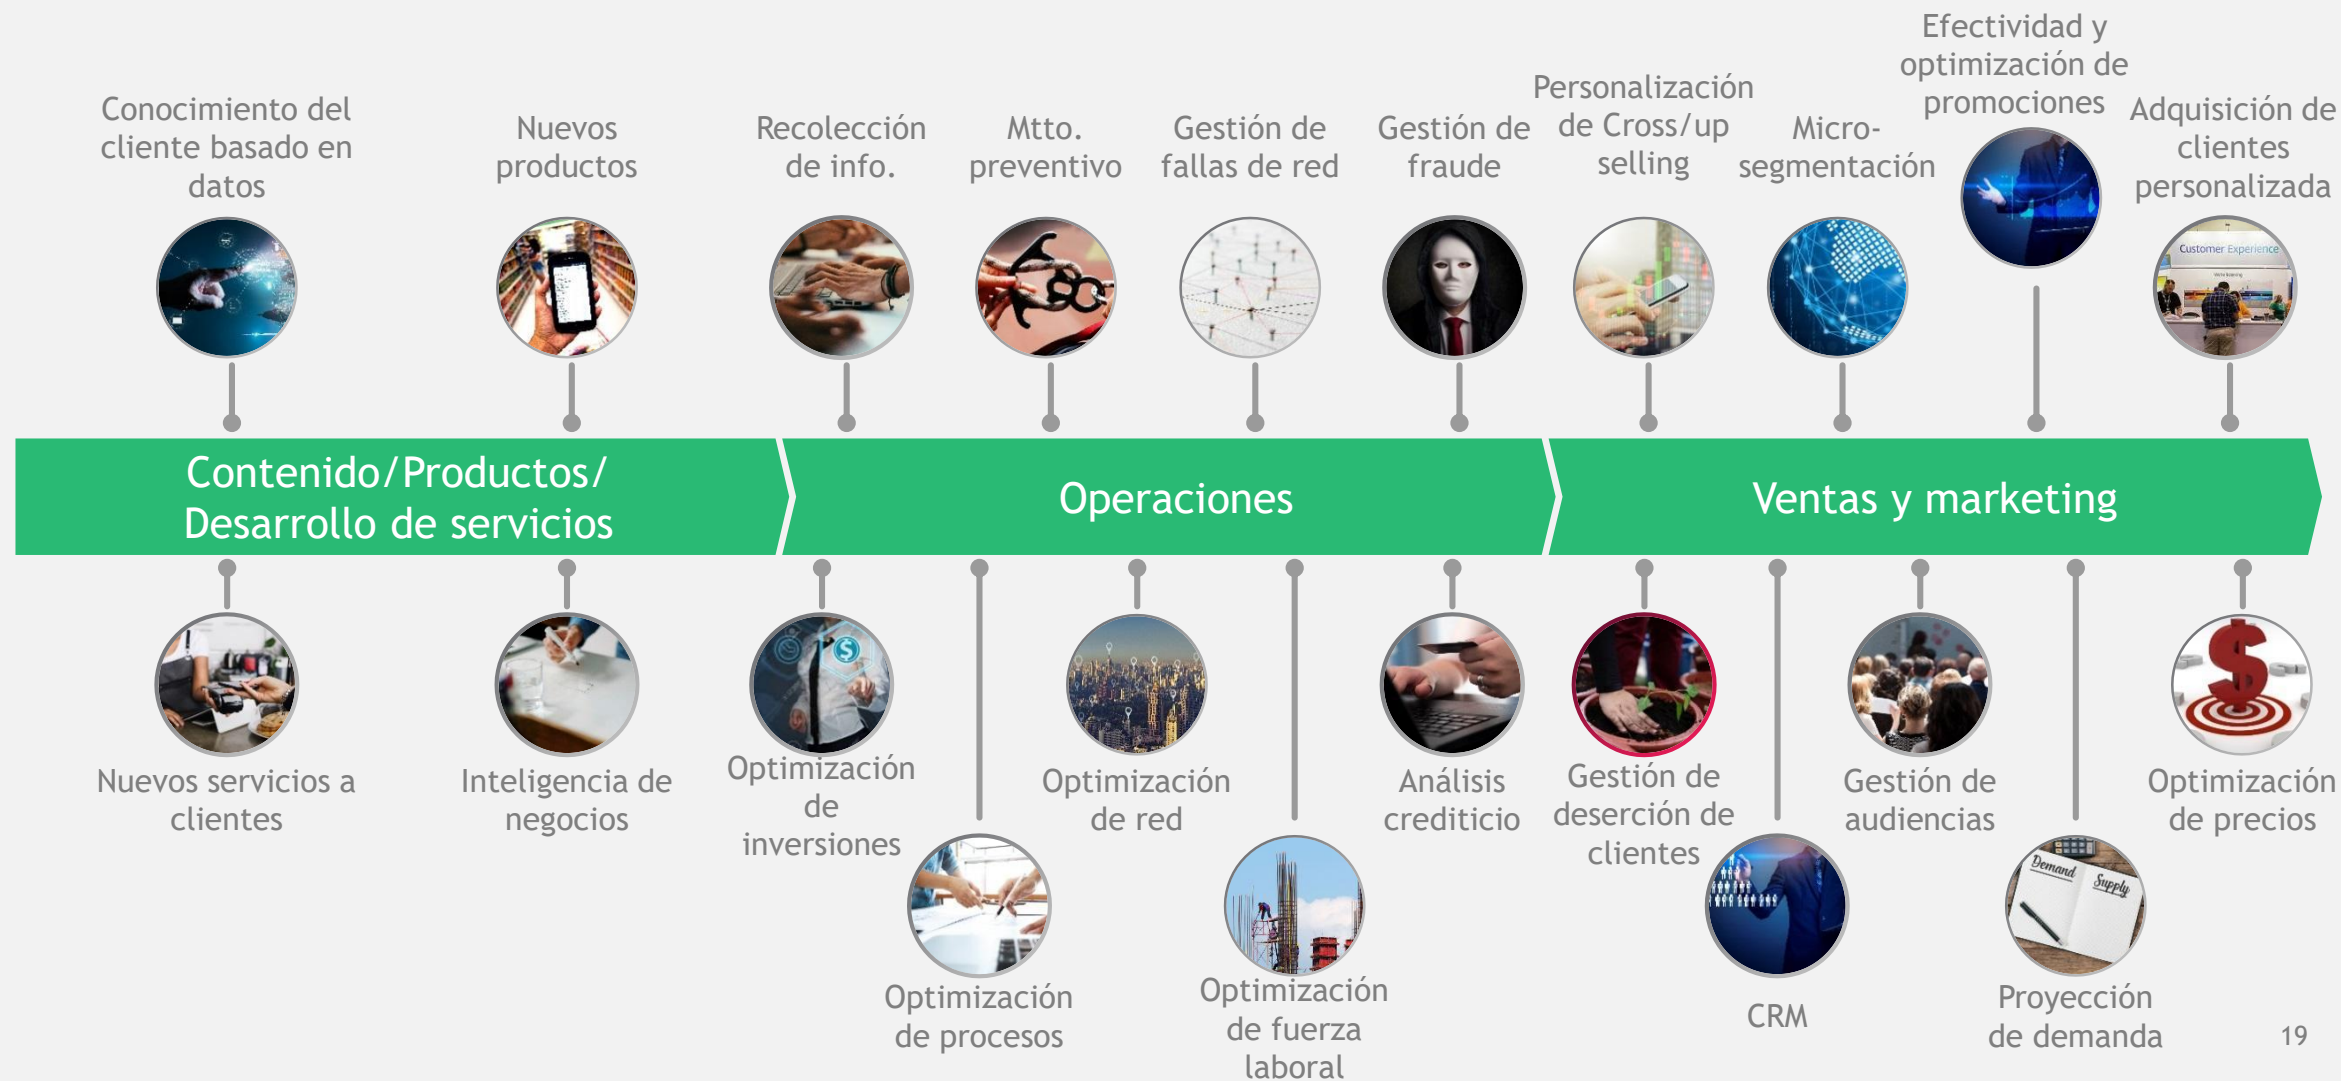 Conocimiento del
cliente basado en
datos
Nuevos
productos
Recolección
de info.
Mtto.
preventivo
Gestión de
fallas de red
Gestión de
fraude
Personalización
de Cross/up
selling
Micro-
segmentación
Efectividad y
optimización de
promociones
Adquisición de
clientes
personalizada
Customer Experience
Contenido/Productos/
Desarrollo de servicios
Operaciones
Ventas y marketing
Nuevos servicios a
clientes
Inteligencia de
negocios
Optimización
de
inversiones
Optimización
de procesos
Optimización
de red
Optimización
de fuerza
laboral
Análisis
crediticio
Gestión de
deserción de
clientes
CRM
Gestión de
audiencias
Demand
Supply
Proyección
de demanda
Optimización
de precios
19